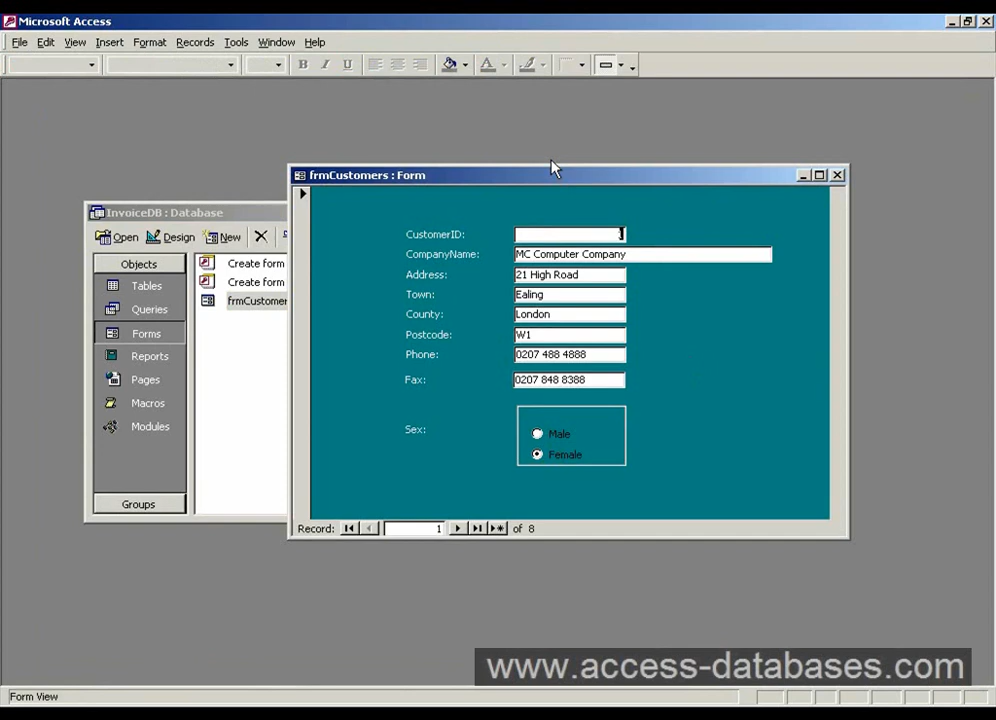 Microsoft Access
File Edit View Insert Format Records Tools Window Help
B I U A
frmCustomers : Form
InvoiceDB : Database
Open Design New
Objects
Tables
Queries
Forms
Reports
Pages
Macros
Modules
Groups
Create form
Create form
frmCustomer
CustomerID:
CompanyName: MC Computer Company
Address: 21 High Road
Town: Ealing
County: London
Postcode: W1
Phone: 0207 488 4888
Fax: 0207 848 8388
Sex:
Male
Female
Record: 1 of 8
www.access-databases.com
Form View